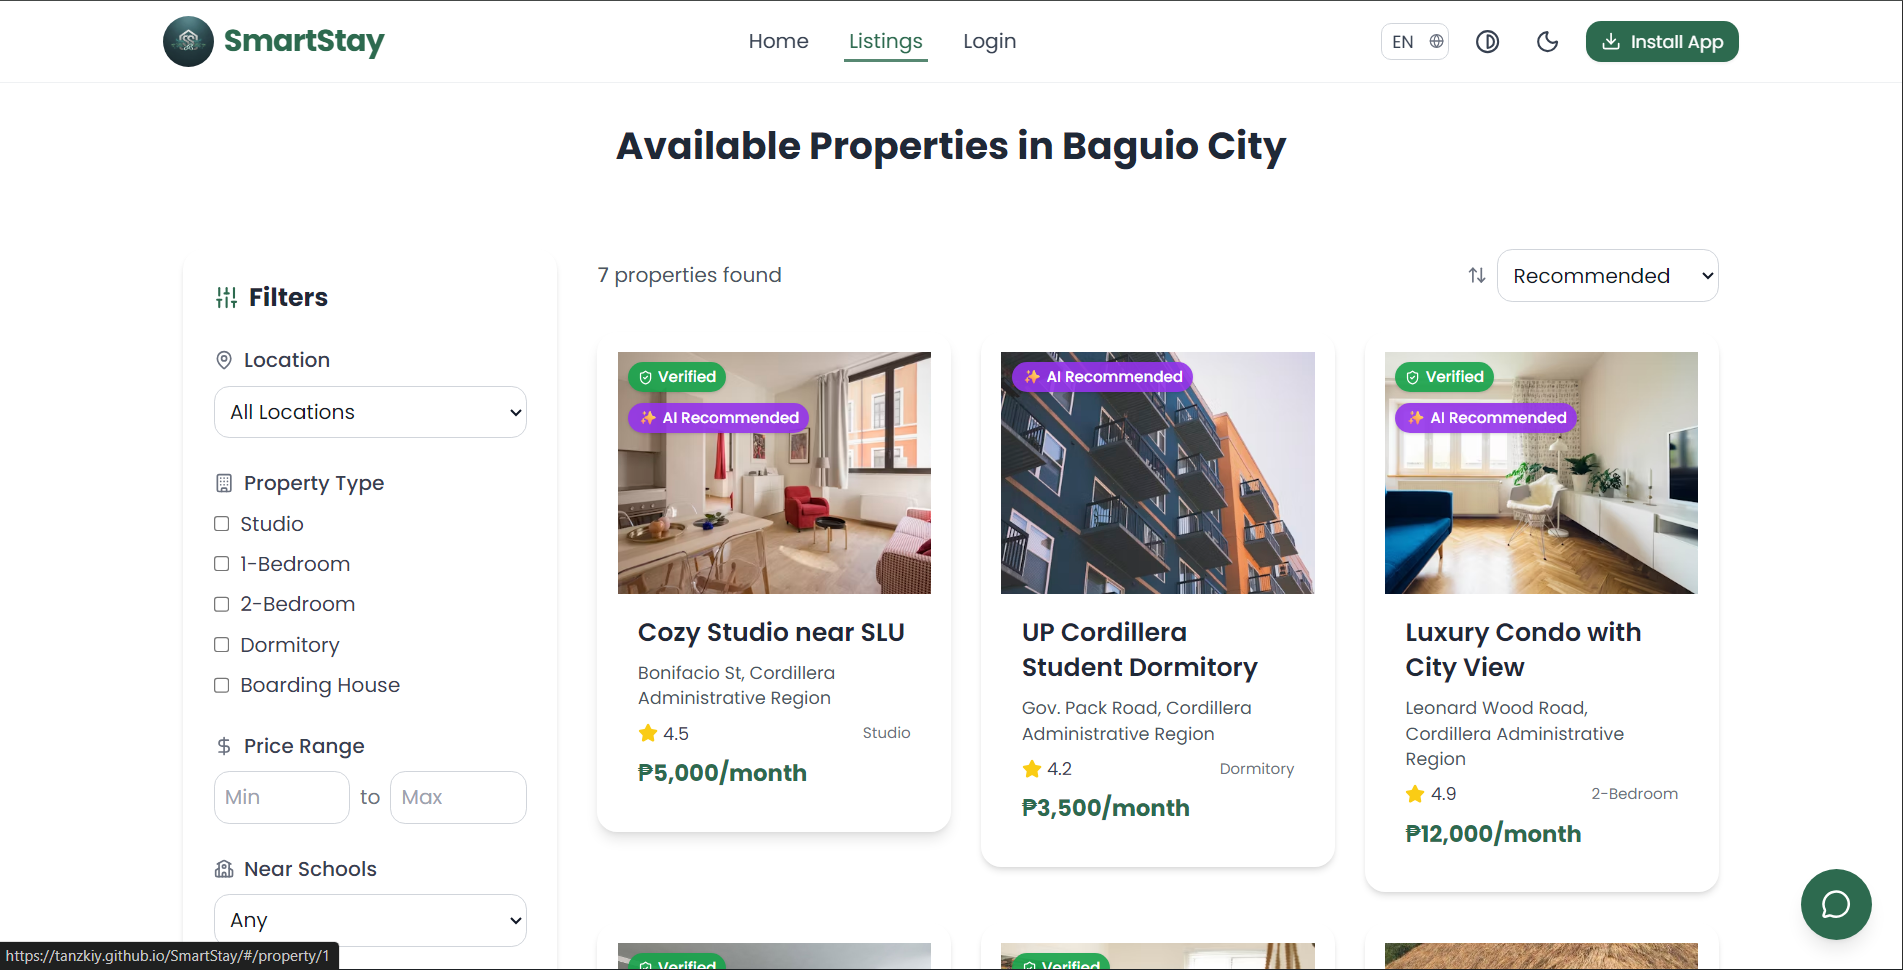 SmartStay
Home
Listings
Login
EN
Install App
Available Properties in Baguio City
Filters
Location
All Locations
Property Type
Studio
1-Bedroom
2-Bedroom
Dormitory
Boarding House
Price Range
Min
to
Max
Near Schools
Any
7 properties found
Recommended
Verified
AI Recommended
Cozy Studio near SLU
Bonifacio St, Cordillera
Administrative Region
4.5
Studio
₱5,000/month
AI Recommended
UP Cordillera
Student Dormitory
Gov. Pack Road, Cordillera
Administrative Region
4.2
Dormitory
₱3,500/month
Verified
AI Recommended
Luxury Condo with
City View
Leonard Wood Road,
Cordillera Administrative
Region
4.9
2-Bedroom
₱12,000/month
Verified
Verified
https://tanzkiy.github.io/SmartStay/#/property/1